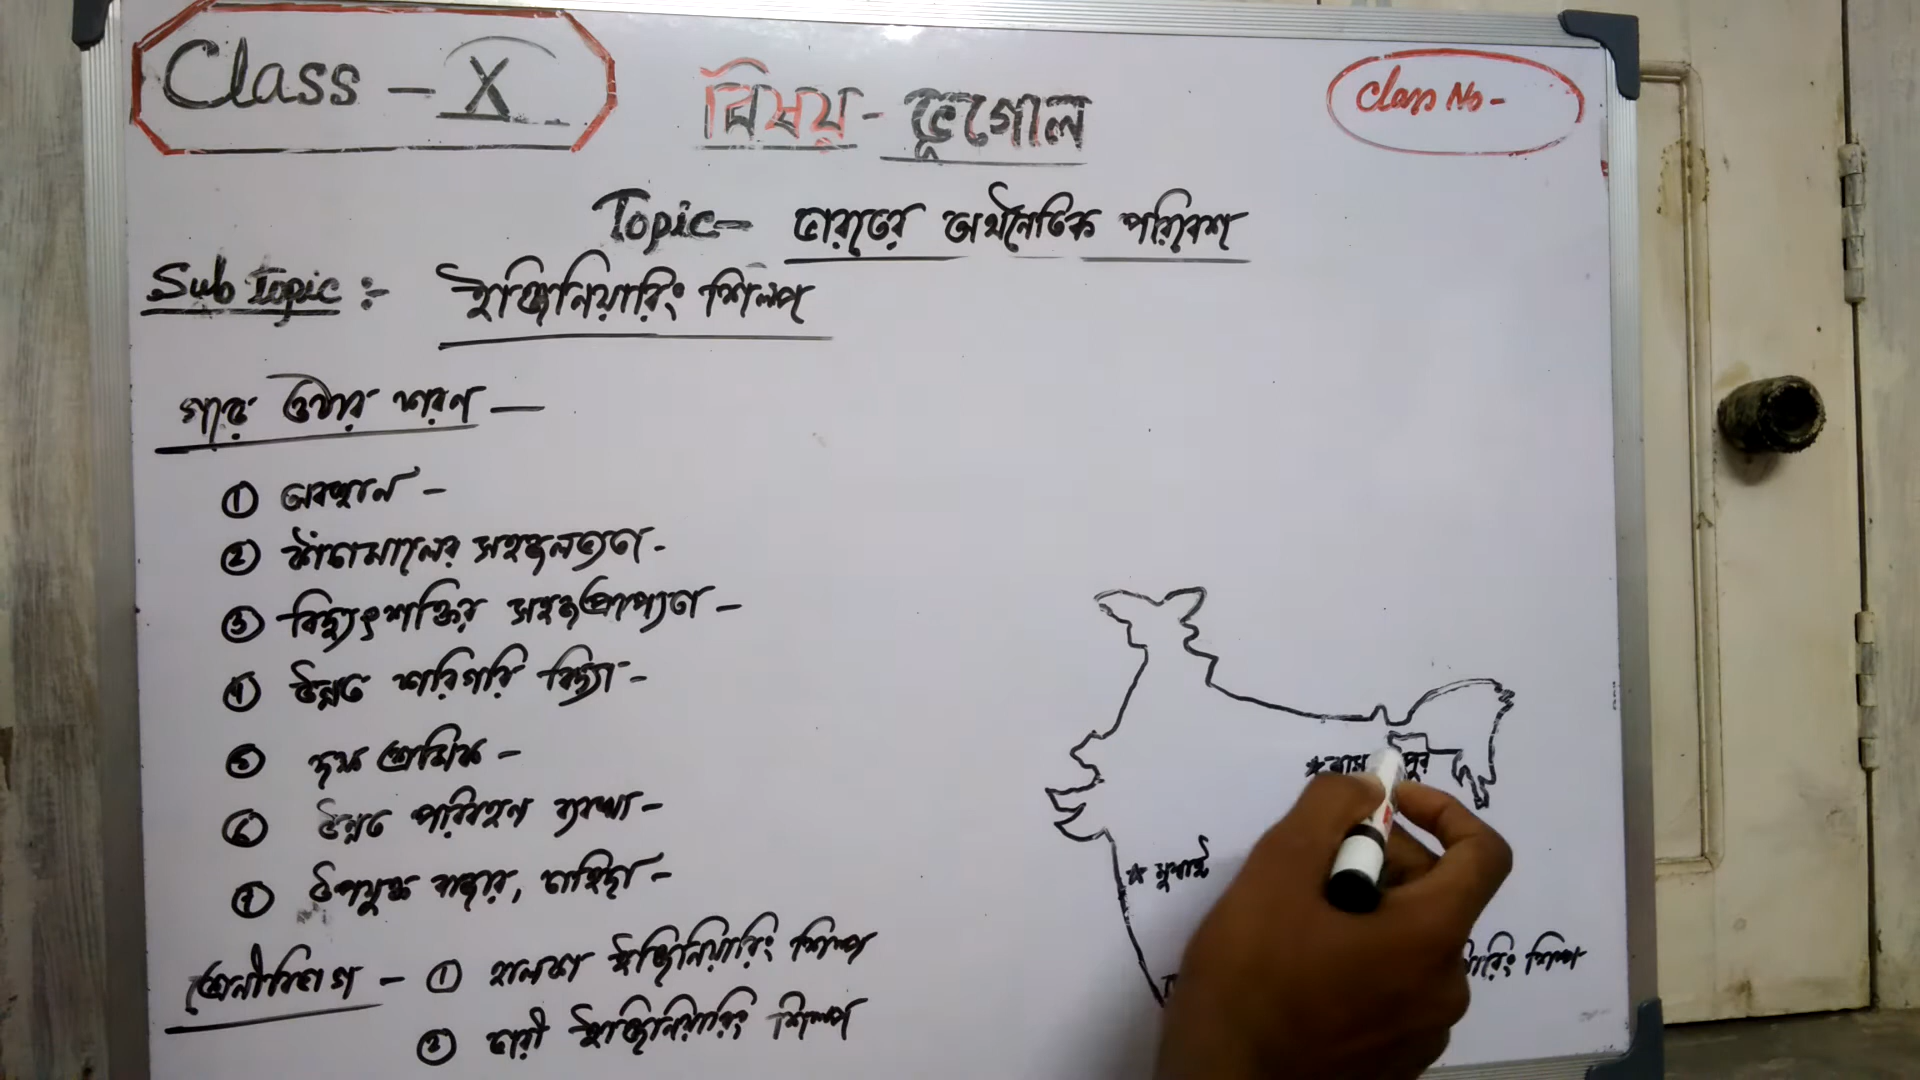 Class - X
বিষয় - ভূগোল
Class No -
Topic - ভারতের অর্থনৈতিক পরিবেশ
Sub Topic :- ইঞ্জিনিয়ারিং শিল্প
গড়ে ওঠার কারণ —
① অবস্থান -
② কাঁচামালের সহজলভ্যতা -
③ বিদ্যুৎশক্তির সহজপ্রাপ্যতা -
④ উন্নত কারিগরি বিদ্যা -
⑤ দক্ষ শ্রমিক -
⑥ উন্নত পরিবহন ব্যবস্থা -
⑦ উপযুক্ত বাজার, চাহিদা -
শ্রেণীবিভাগ - ① হালকা ইঞ্জিনিয়ারিং শিল্প
② ভারী ইঞ্জিনিয়ারিং শিল্প
★ মুম্বাই
শিল্প